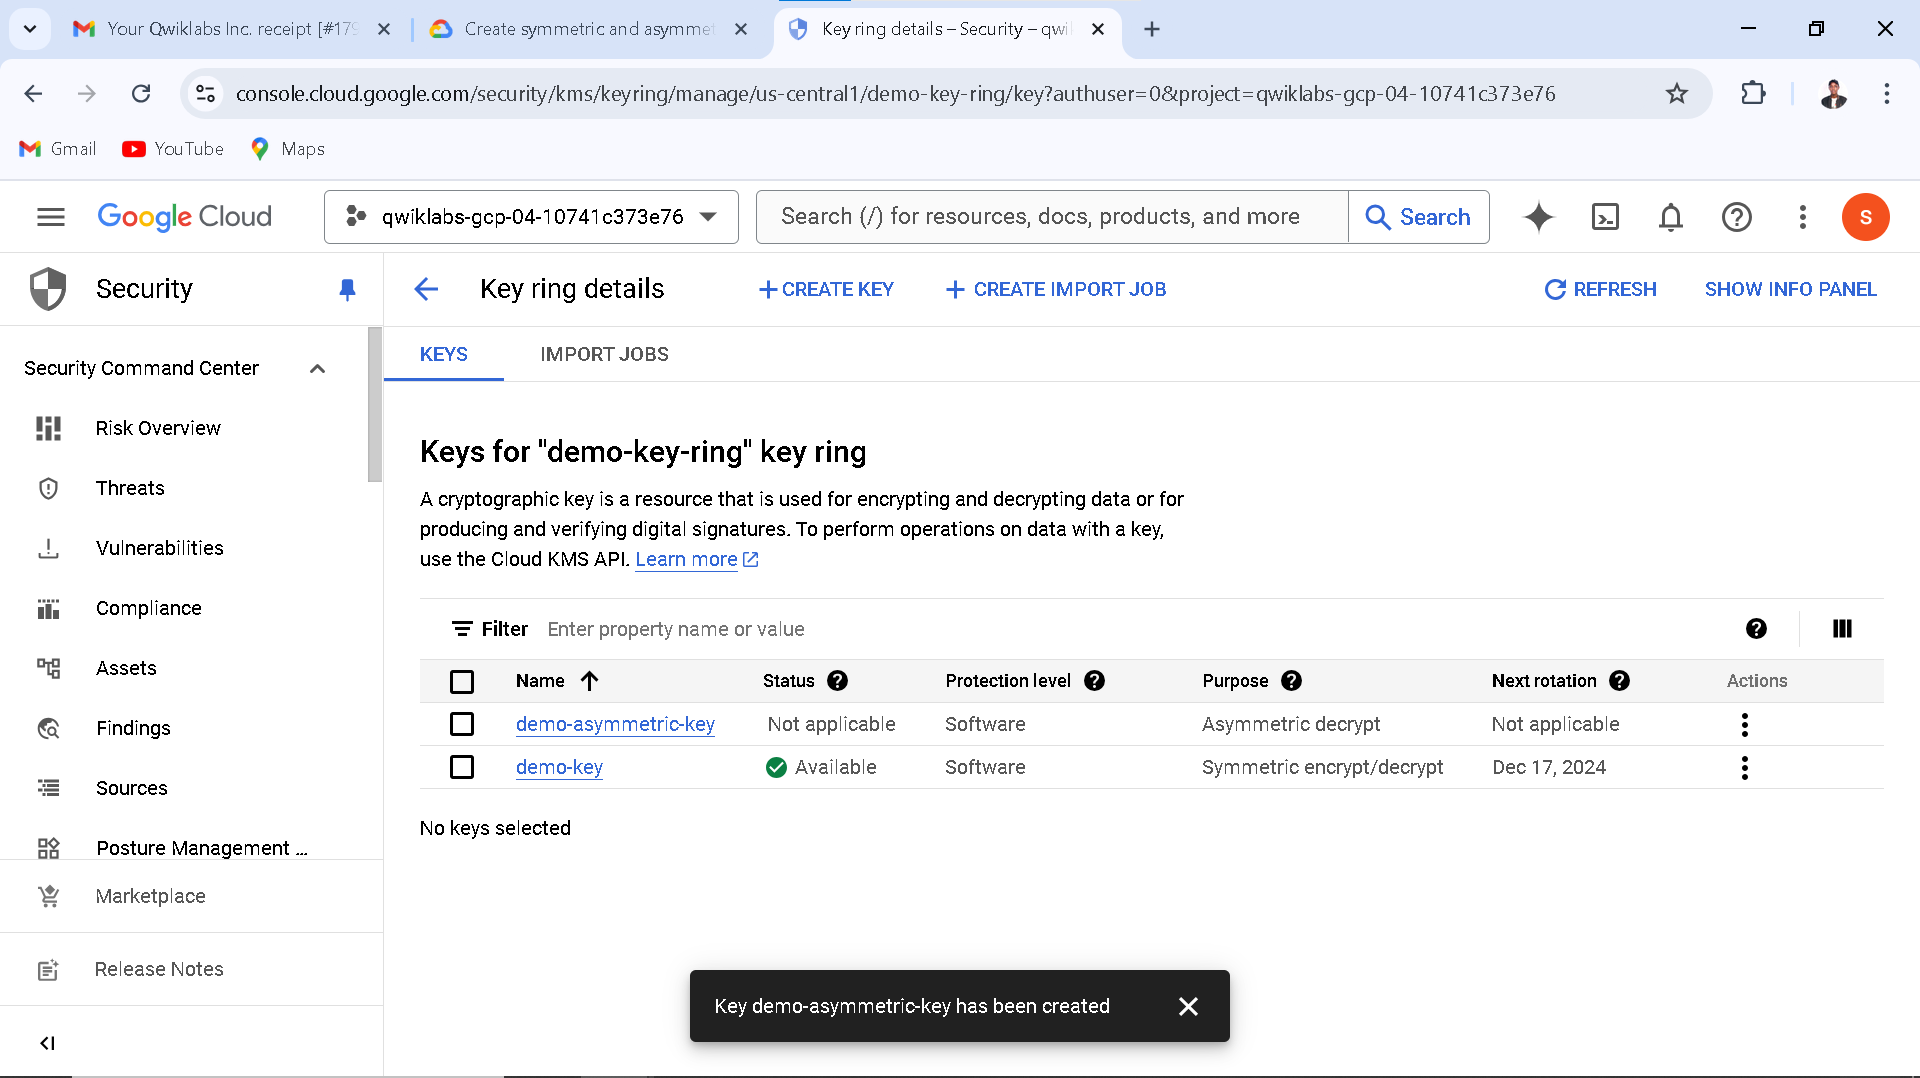 Your Qwiklabs Inc. receipt [#179
Create symmetric and asymmet
Key ring details – Security – qwi
console.cloud.google.com/security/kms/keyring/manage/us-central1/demo-key-ring/key?authuser=0&project=qwiklabs-gcp-04-10741c373e76
Gmail
YouTube
Maps
Google Cloud
qwiklabs-gcp-04-10741c373e76
Search (/) for resources, docs, products, and more
Search
S
Security
Key ring details
CREATE KEY
CREATE IMPORT JOB
REFRESH
SHOW INFO PANEL
Security Command Center
Risk Overview
Threats
Vulnerabilities
Compliance
Assets
Findings
Sources
Posture Management ...
Marketplace
Release Notes
KEYS
IMPORT JOBS
Keys for "demo-key-ring" key ring
A cryptographic key is a resource that is used for encrypting and decrypting data or for
producing and verifying digital signatures. To perform operations on data with a key,
use the Cloud KMS API. Learn more
Filter Enter property name or value
Name Status Protection level Purpose Next rotation Actions
demo-asymmetric-key Not applicable Software Asymmetric decrypt Not applicable
demo-key Available Software Symmetric encrypt/decrypt Dec 17, 2024
No keys selected
Key demo-asymmetric-key has been created